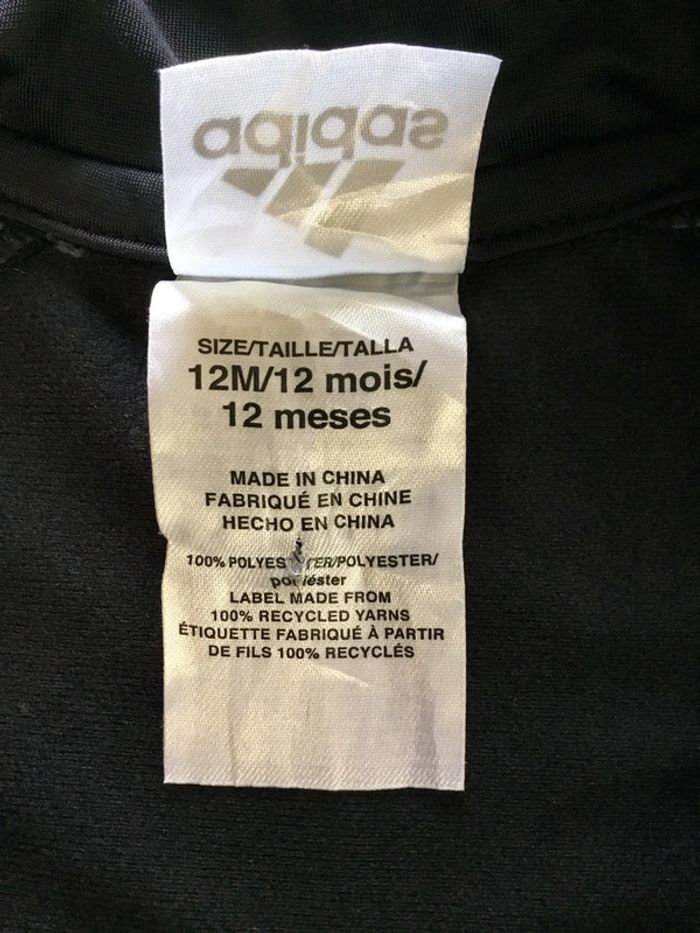 adidas
SIZE/TAILLE/TALLA
12M/12 mois/
12 meses
MADE IN CHINA
FABRIQUÉ EN CHINE
HECHO EN CHINA
100% POLYESTER/POLYESTER/
poliéster
LABEL MADE FROM
100% RECYCLED YARNS
ÉTIQUETTE FABRIQUÉ À PARTIR
DE FILS 100% RECYCLÉS